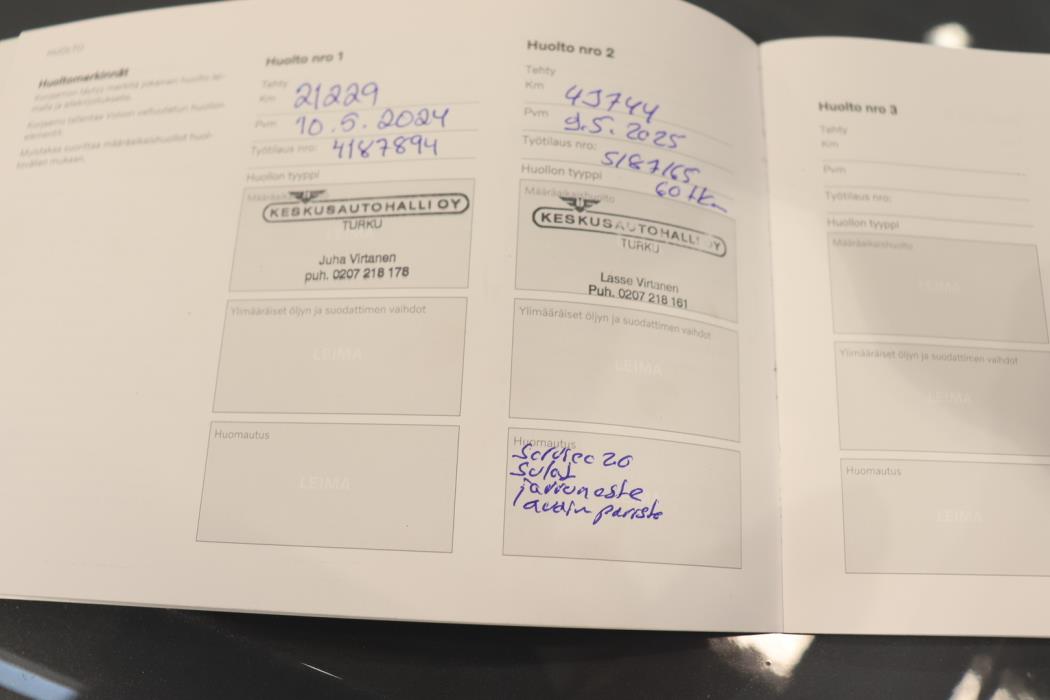 HUOLTO
Huoltomerkinnät
Huolto nro 1
Tehty
Km 21229
Pvm 10.5.2024
Työtilaus nro: 4187894
Huollon tyyppi
KESKUSAUTOHALLI OY
TURKU
Juha Virtanen
puh. 0207 218 178
Ylimääräiset öljyn ja suodattimen vaihdot
LEIMA
Huomautus
LEIMA
Huolto nro 2
Tehty
Km
Pvm 9.5.2025
Työtilaus nro:
Huollon tyyppi
Määräaikaishuolto
KESKUSAUTOHALLI OY
TURKU
Lasse Virtanen
Puh. 0207 218 161
Ylimääräiset öljyn ja suodattimen vaihdot
LEIMA
Huomautus
Sulat
jarruneste
Huolto nro 3
Tehty
Km
Pvm
Työtilaus nro:
Huollon tyyppi
Määräaikaishuolto
LEIMA
Ylimääräiset öljyn ja suodattimen vaihdot
LEIMA
Huomautus
LEIMA